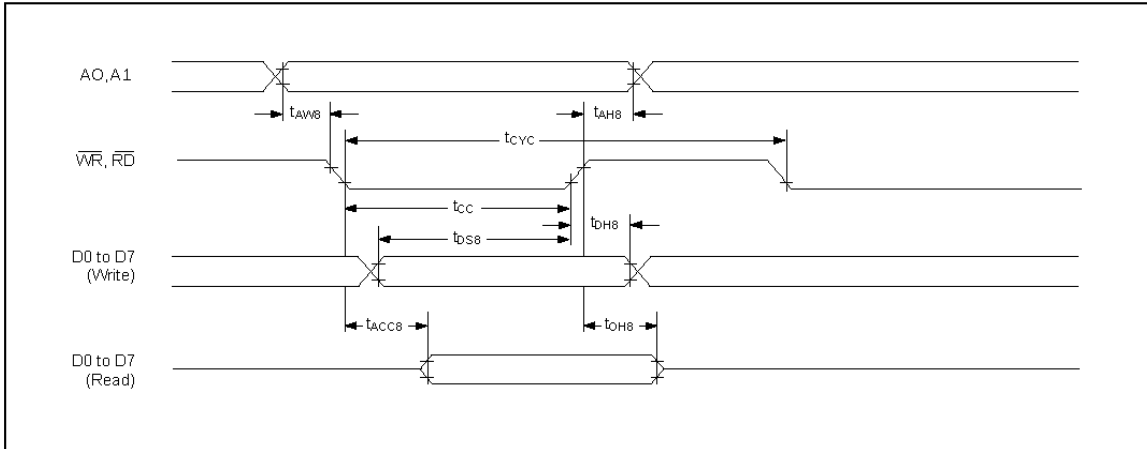 AO, A1
tAW8
tAH8
tCYC
WR, RD
tCC
tDH8
tDS8
D0 to D7
(Write)
tACC8
tOH8
D0 to D7
(Read)